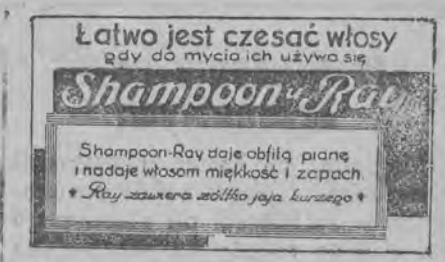 Łatwo jest czesać włosy
gdy do mycia ich używa się
Shampoon'u Ray
Shampoon-Ray daje obfitą pianę
i nadaje włosom miękkość i zapach.
Ray zawiera żółtko jaja kurzego